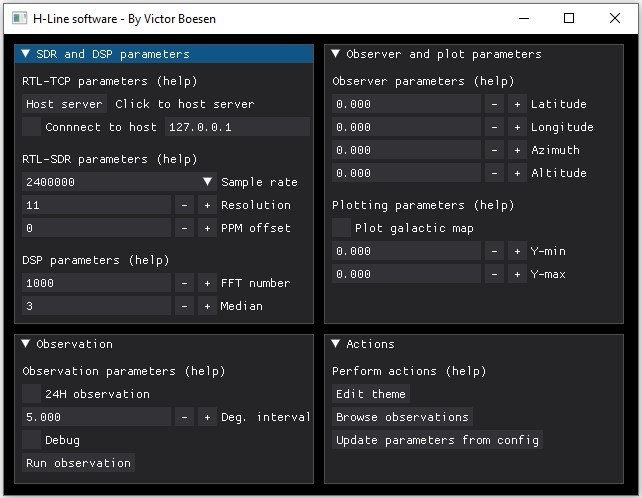 H-Line software - By Victor Boesen
SDR and DSP parameters
RTL-TCP parameters (help)
Host server Click to host server
Connnect to host 127.0.0.1
RTL-SDR parameters (help)
2400000 Sample rate
11 - + Resolution
0 - + PPM offset
DSP parameters (help)
1000 - + FFT number
3 - + Median
Observer and plot parameters
Observer parameters (help)
0.000 - + Latitude
0.000 - + Longitude
0.000 - + Azimuth
0.000 - + Altitude
Plotting parameters (help)
Plot galactic map
0.000 - + Y-min
0.000 - + Y-max
Observation
Observation parameters (help)
24H observation
5.000 - + Deg. interval
Debug
Run observation
Actions
Perform actions (help)
Edit theme
Browse observations
Update parameters from config